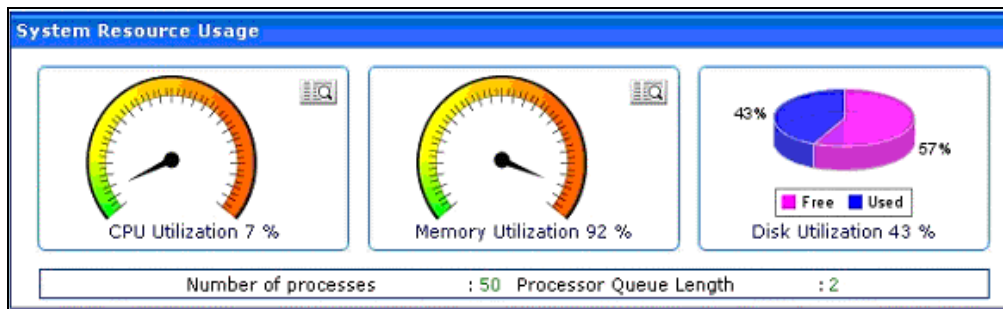 System Resource Usage
CPU Utilization 7 %
Memory Utilization 92 %
43%
57%
Free Used
Disk Utilization 43 %
Number of processes : 50 Processor Queue Length : 2